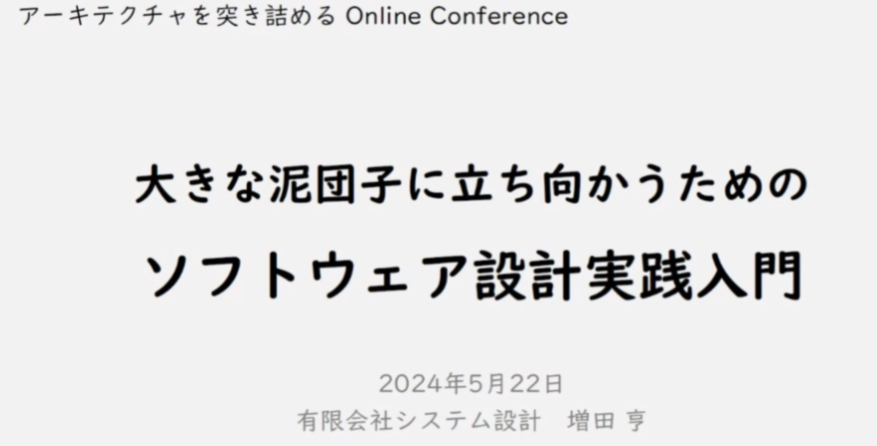 アーキテクチャを突き詰める Online Conference
大きな泥団子に立ち向かうための
ソフトウェア設計実践入門
2024年5月22日
有限会社システム設計　増田 亨